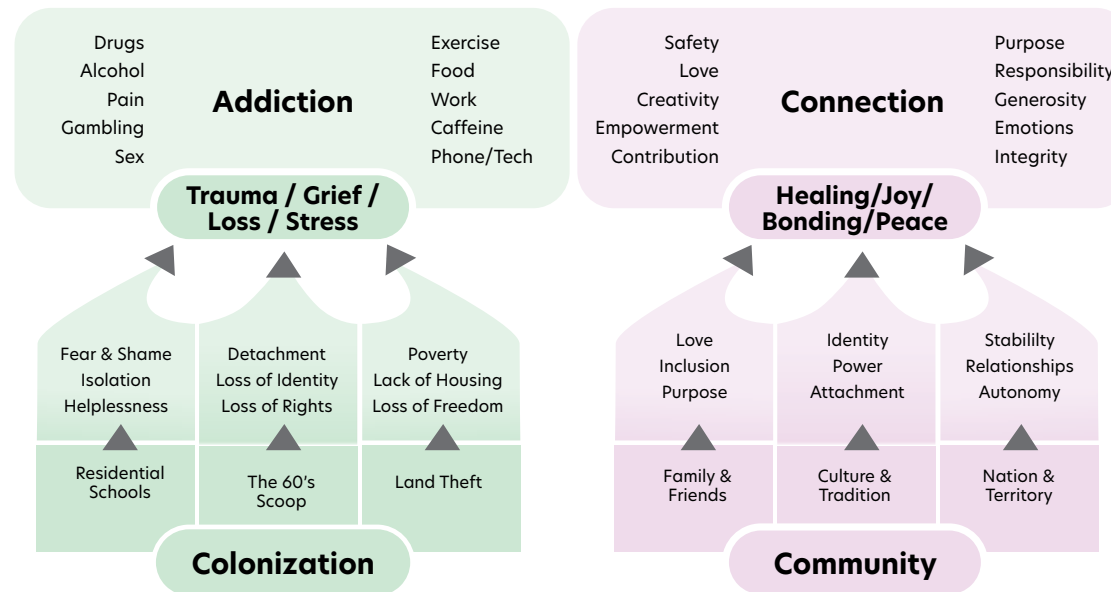 Drugs
Alcohol
Pain
Gambling
Sex
Addiction
Exercise
Food
Work
Caffeine
Phone/Tech
Trauma / Grief /
Loss / Stress
Fear & Shame
Isolation
Helplessness
Detachment
Loss of Identity
Loss of Rights
Poverty
Lack of Housing
Loss of Freedom
Residential
Schools
The 60's
Scoop
Land Theft
Colonization
Safety
Love
Creativity
Empowerment
Contribution
Connection
Purpose
Responsibility
Generosity
Emotions
Integrity
Healing/Joy/
Bonding/Peace
Love
Inclusion
Purpose
Identity
Power
Attachment
Stabililty
Relationships
Autonomy
Family &
Friends
Culture &
Tradition
Nation &
Territory
Community